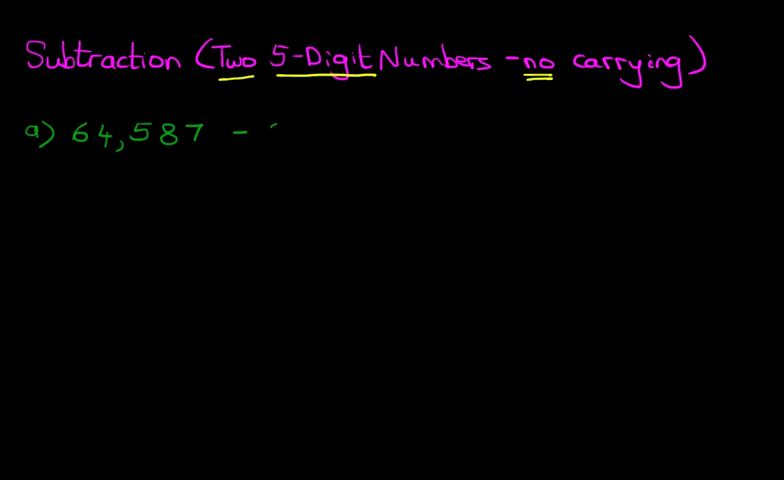 Subtraction (Two 5-Digit Numbers - no carrying)
a) 64,587 -